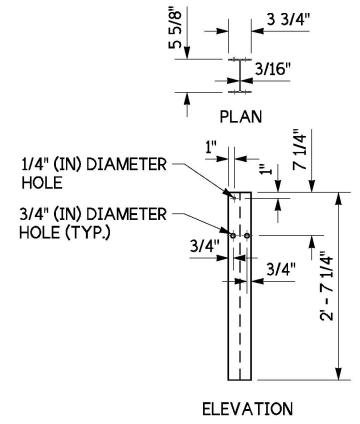 5 5/8"
3 3/4"
3/16"
PLAN
1"
7 1/4"
1/4" (IN) DIAMETER
HOLE
1"
3/4" (IN) DIAMETER
HOLE (TYP.)
3/4"
3/4"
2' - 7 1/4"
ELEVATION